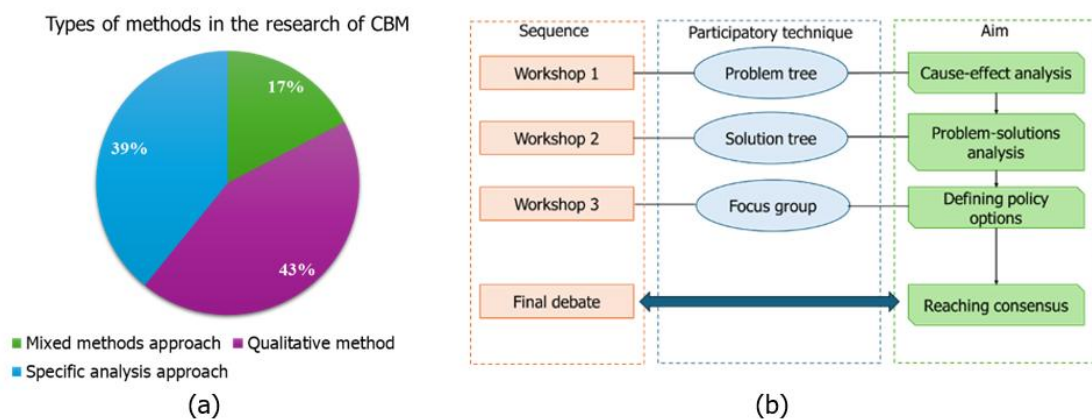 Types of methods in the research of CBM
17%
39%
43%
Mixed methods approach
Qualitative method
Specific analysis approach
(a)
Sequence
Participatory technique
Aim
Workshop 1
Problem tree
Cause-effect analysis
Workshop 2
Solution tree
Problem-solutions
analysis
Workshop 3
Focus group
Defining policy
options
Final debate
Reaching consensus
(b)